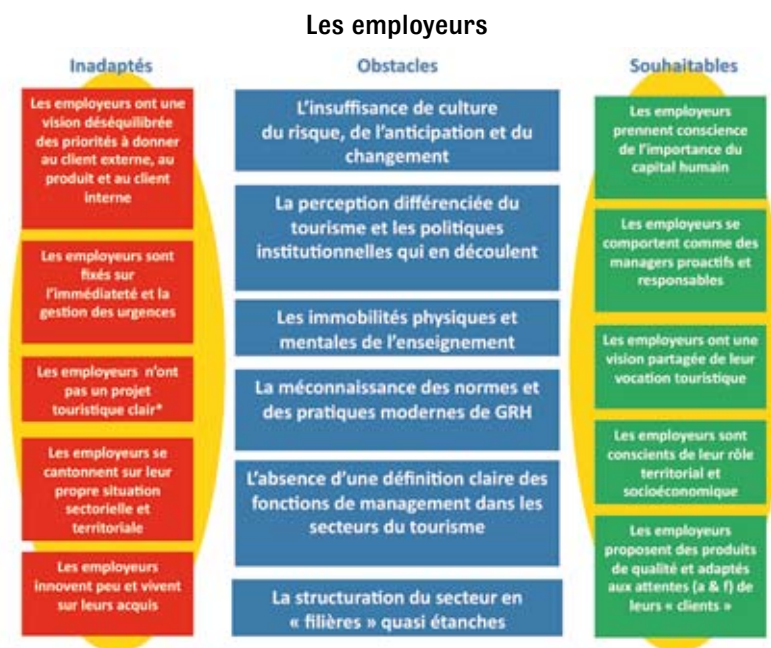 Les employeurs
Inadaptés
Les employeurs ont une
vision déséquilibrée
des priorités à donner
au client externe, au
produit et au client
interne
Les employeurs sont
fixés sur
l'immédiateté et la
gestion des urgences
Les employeurs n'ont
pas un projet
touristique clair*
Les employeurs se
cantonnent sur leur
propre situation
sectorielle et
territoriale
Les employeurs
innovent peu et vivent
sur leurs acquis
Obstacles
L'insuffisance de culture
du risque, de l'anticipation et du
changement
La perception différenciée du
tourisme et les politiques
institutionnelles qui en découlent
Les immobilités physiques et
mentales de l'enseignement
La méconnaissance des normes et
des pratiques modernes de GRH
L'absence d'une définition claire des
fonctions de management dans les
secteurs du tourisme
La structuration du secteur en
« filières » quasi étanches
Souhaitables
Les employeurs
prennent conscience
de l'importance du
capital humain
Les employeurs se
comportent comme des
managers proactifs et
responsables
Les employeurs ont une
vision partagée de leur
vocation touristique
Les employeurs sont
conscients de leur rôle
territorial et
socioéconomique
Les employeurs
proposent des produits
de qualité et adaptés
aux attentes (a & f) de
leurs « clients »